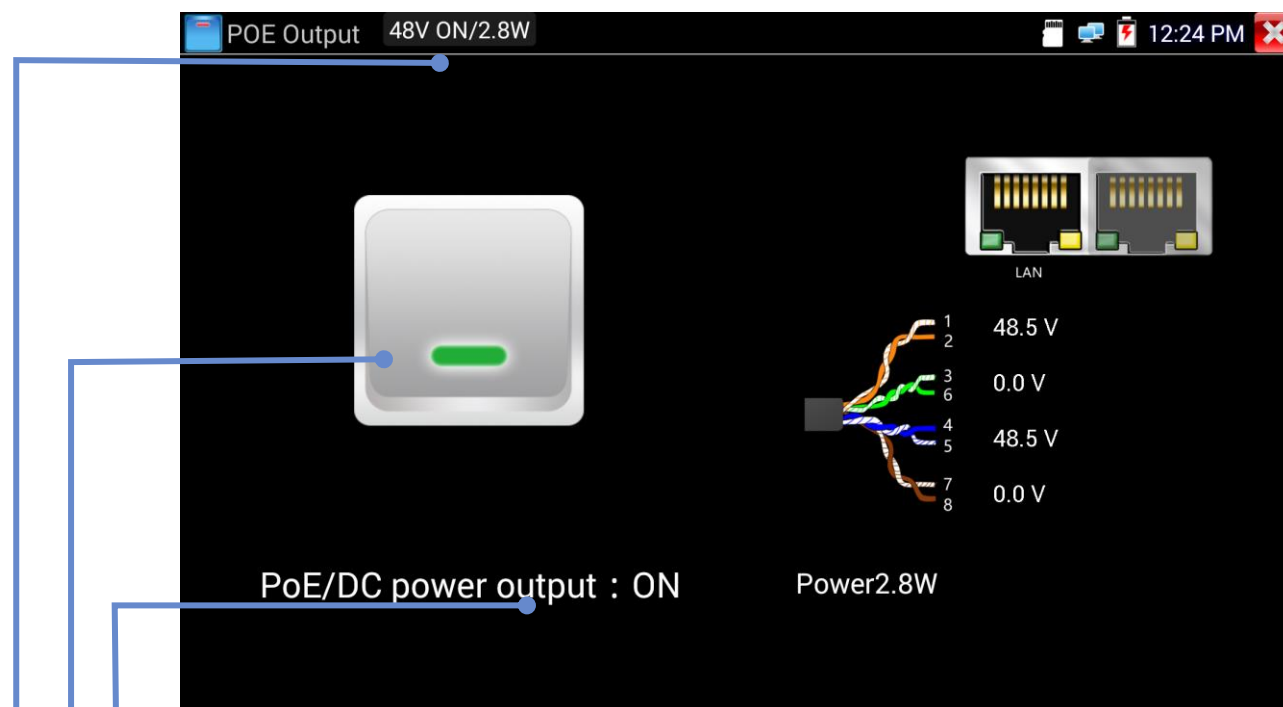 POE Output 48V ON/2.8W 12:24 PM
LAN
1 48.5 V
2
3 0.0 V
6
4 48.5 V
5
7 0.0 V
8
PoE/DC power output : ON Power2.8W